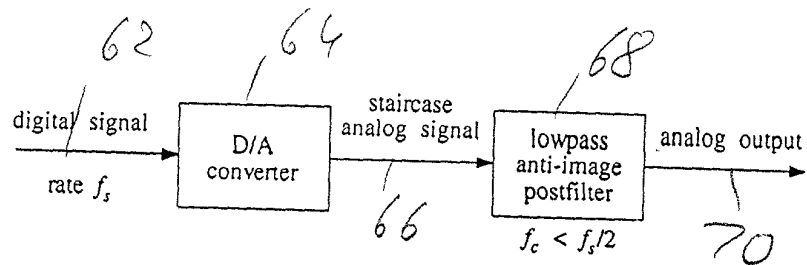 62
64
68
digital signal
rate fs
D/A
converter
staircase
analog signal
66
lowpass
anti-image
postfilter
fc < fs/2
analog output
70